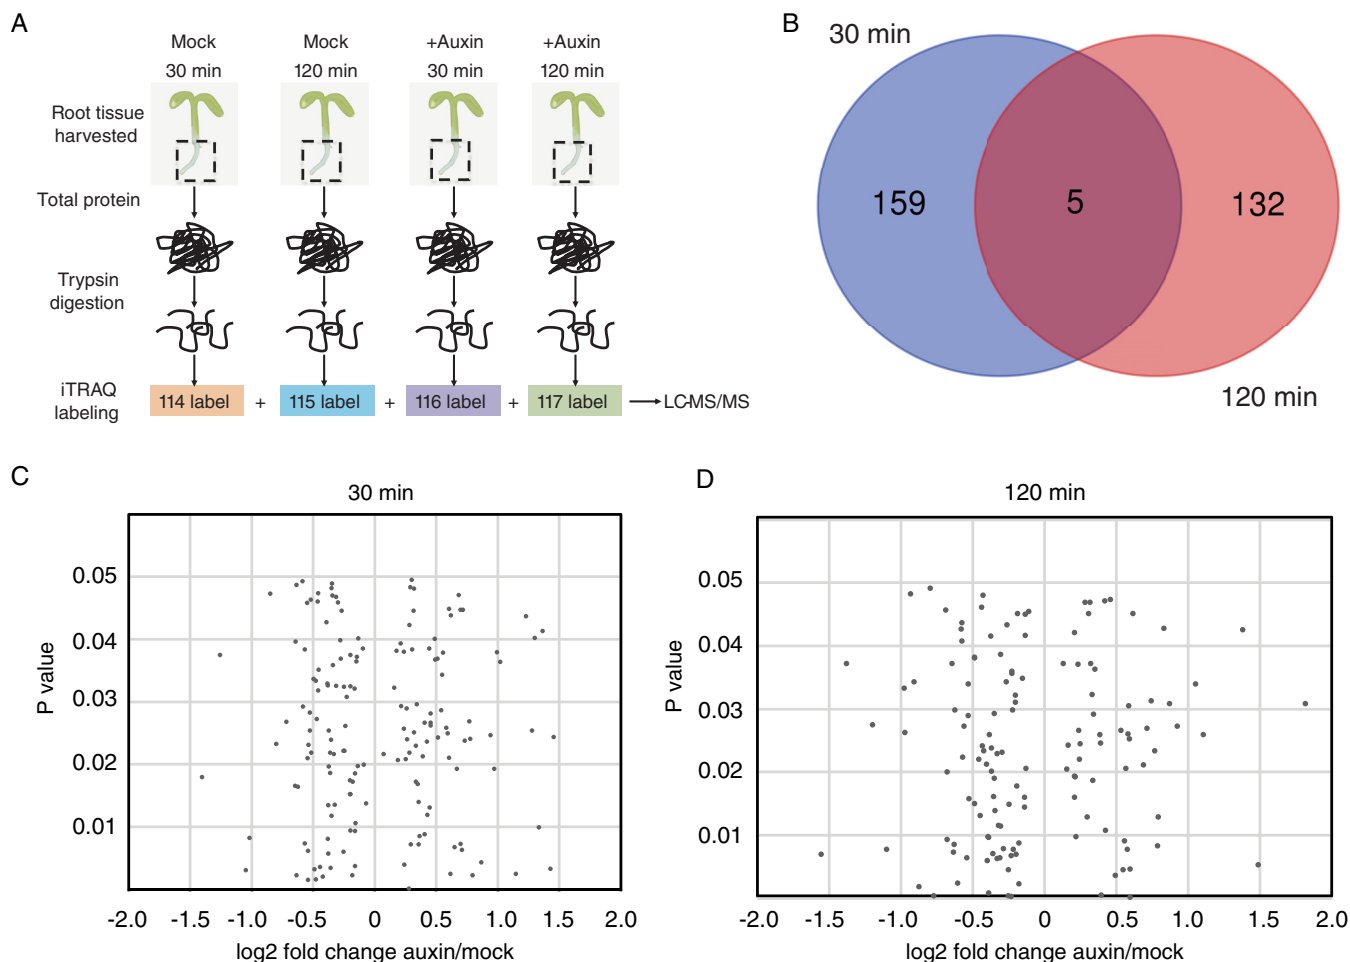 A
Mock
Mock
+Auxin
+Auxin
30 min
120 min
30 min
120 min
Root tissue
harvested
Total protein
Trypsin
digestion
iTRAQ
labeling
114 label
+
115 label
+
116 label
+
117 label
LC-MS/MS
B
30 min
159
5
132
120 min
C
30 min
P value
0.05
0.04
0.03
0.02
0.01
-2.0
-1.5
-1.0
-0.5
0
0.5
1.0
1.5
2.0
log2 fold change auxin/mock
D
120 min
P value
0.05
0.04
0.03
0.02
0.01
-2.0
-1.5
-1.0
-0.5
0
0.5
1.0
1.5
2.0
log2 fold change auxin/mock